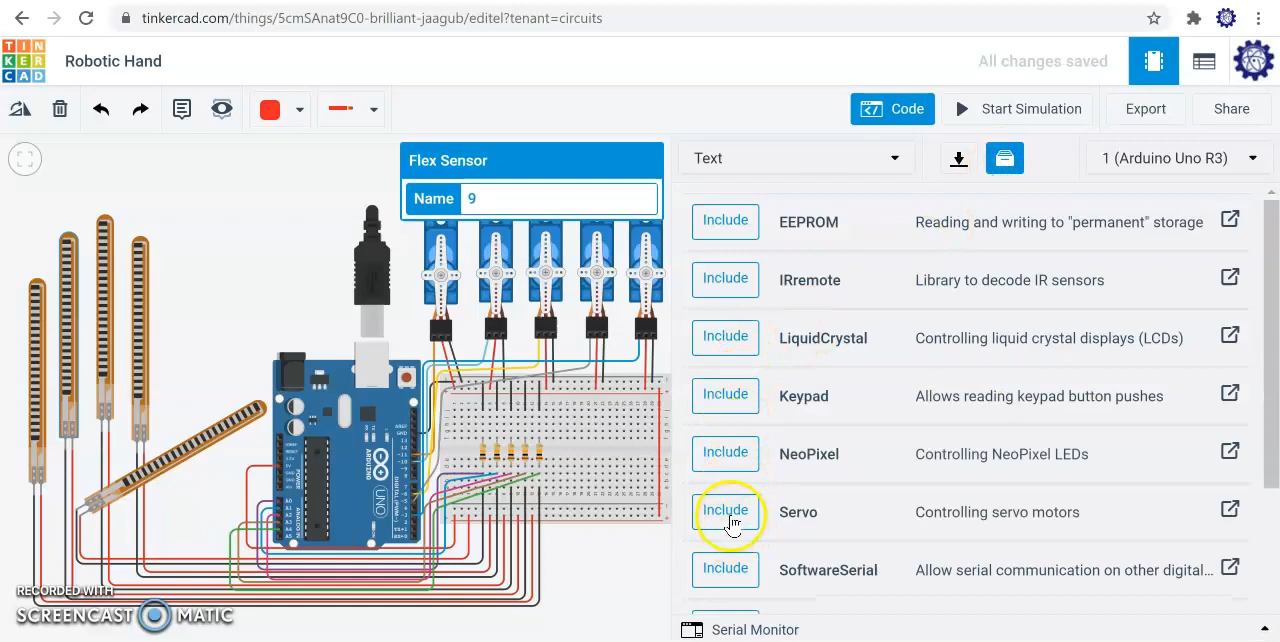 tinkercad.com/things/5cmSAnat9C0-brilliant-jaagub/editel?tenant=circuits
TIN
KER
CAD
Robotic Hand
All changes saved
Code
Start Simulation
Export
Share
Flex Sensor
Name 9
Text
1 (Arduino Uno R3)
Include EEPROM Reading and writing to "permanent" storage
Include IRremote Library to decode IR sensors
Include LiquidCrystal Controlling liquid crystal displays (LCDs)
Include Keypad Allows reading keypad button pushes
Include NeoPixel Controlling NeoPixel LEDs
Include Servo Controlling servo motors
Include SoftwareSerial Allow serial communication on other digital...
Serial Monitor
ARDUINO
UNO
RECORDED WITH
SCREENCAST MATIC